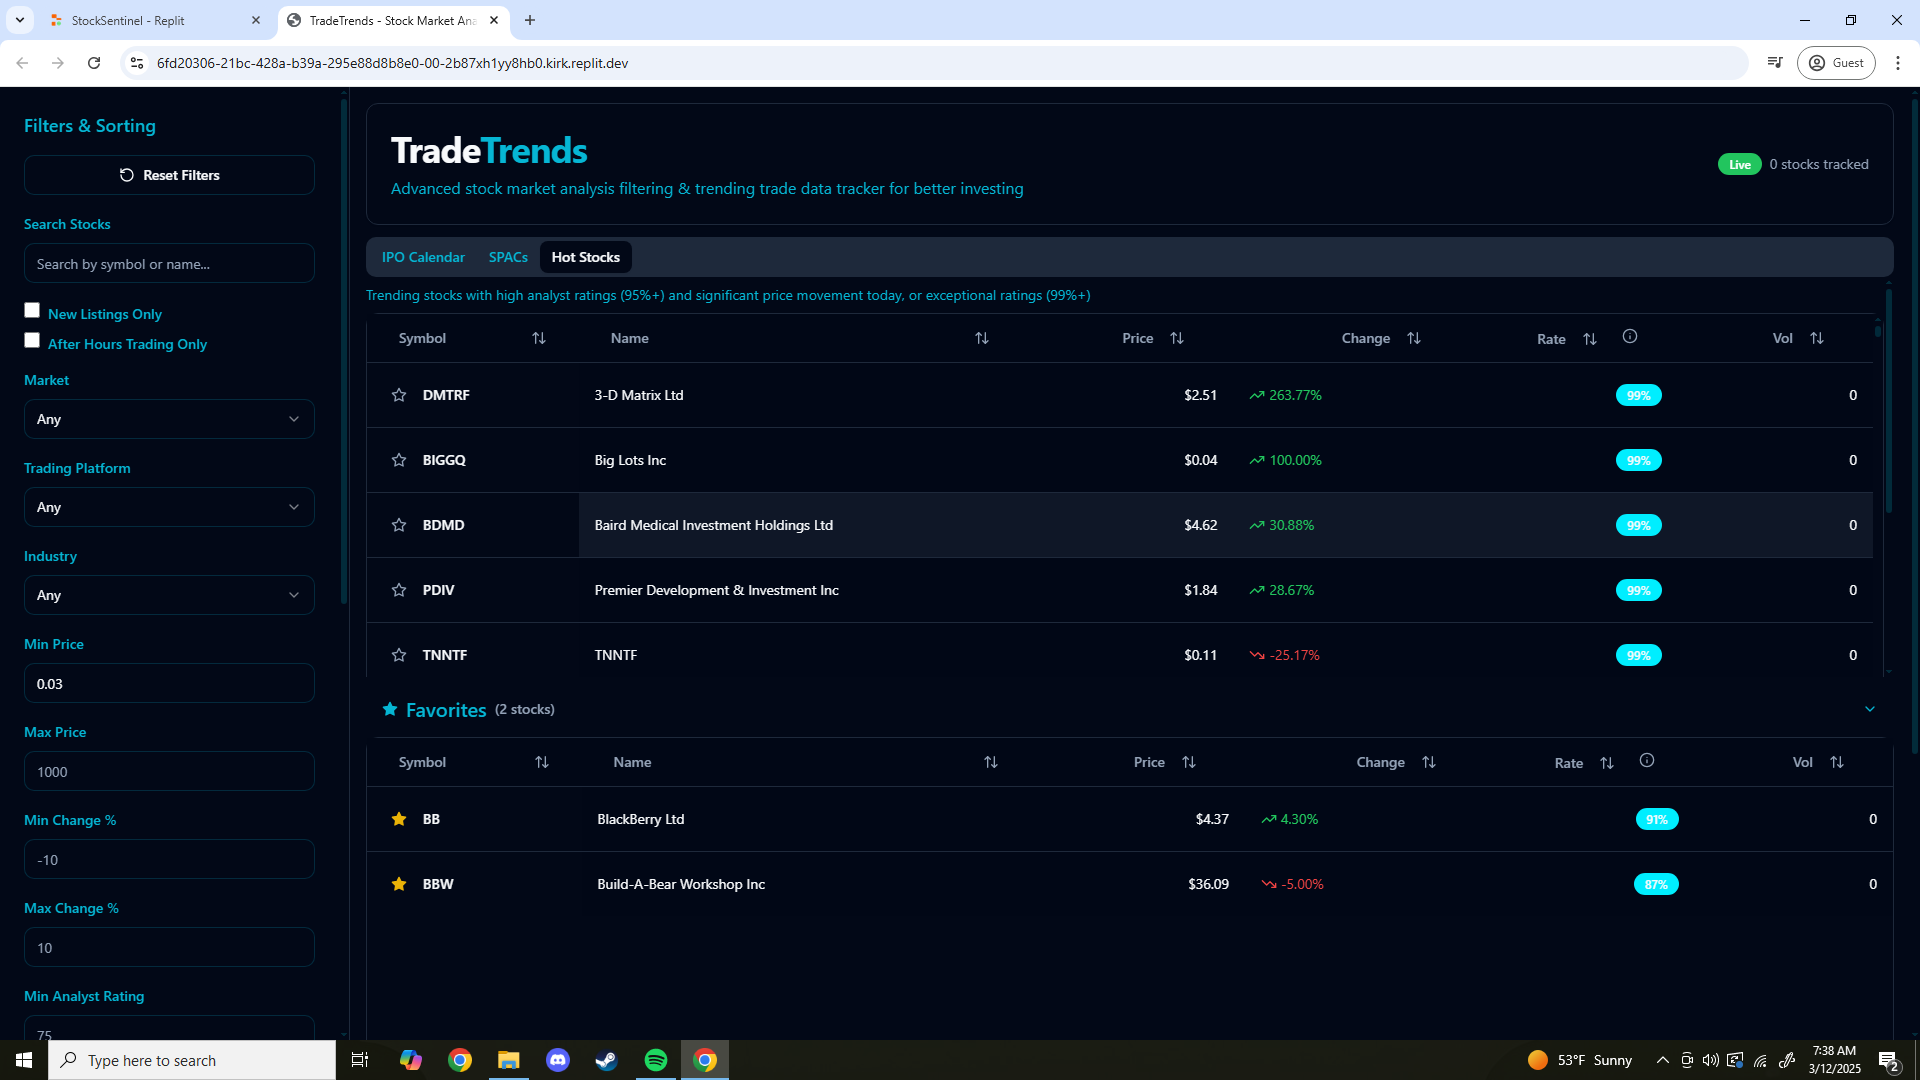 StockSentinel - Replit
TradeTrends - Stock Market Ana
6fd20306-21bc-428a-b39a-295e88d8b8e0-00-2b87xh1yy8hb0.kirk.replit.dev
Guest
Filters & Sorting
Reset Filters
Search Stocks
Search by symbol or name...
New Listings Only
After Hours Trading Only
Market
Any
Trading Platform
Any
Industry
Any
Min Price
0.03
Max Price
1000
Min Change %
-10
Max Change %
10
Min Analyst Rating
75
TradeTrends
Advanced stock market analysis filtering & trending trade data tracker for better investing
Live 0 stocks tracked
IPO Calendar SPACs Hot Stocks
Trending stocks with high analyst ratings (95%+) and significant price movement today, or exceptional ratings (99%+)
Symbol Name Price Change Rate Vol
DMTRF 3-D Matrix Ltd $2.51 263.77% 99% 0
BIGGQ Big Lots Inc $0.04 100.00% 99% 0
BDMD Baird Medical Investment Holdings Ltd $4.62 30.88% 99% 0
PDIV Premier Development & Investment Inc $1.84 28.67% 99% 0
TNNTF TNNTF $0.11 -25.17% 99% 0
Favorites (2 stocks)
Symbol Name Price Change Rate Vol
BB BlackBerry Ltd $4.37 4.30% 91% 0
BBW Build-A-Bear Workshop Inc $36.09 -5.00% 87% 0
Type here to search
53°F Sunny
7:38 AM
3/12/2025
2